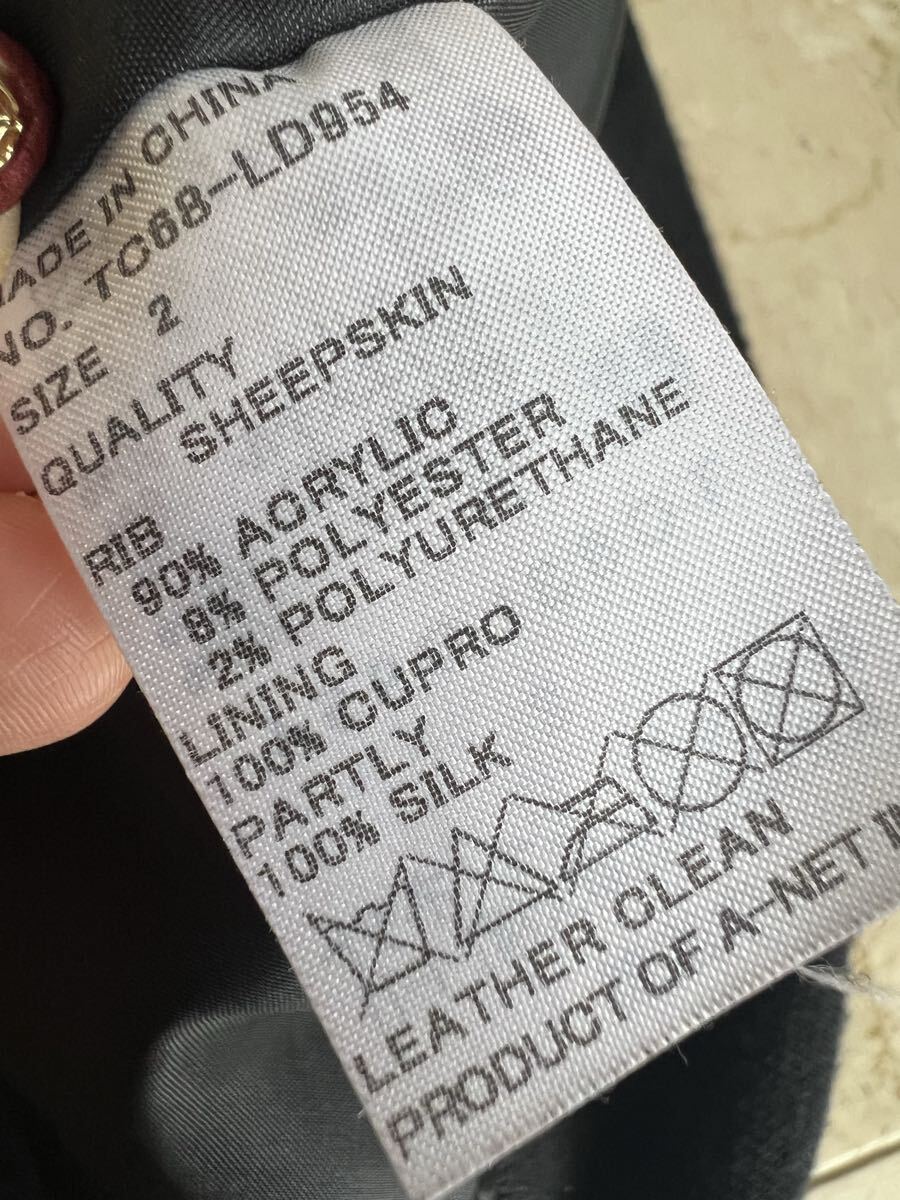 MADE IN CHINA
NO. TC68-LD954
SIZE 2
QUALITY
SHEEPSKIN
RIB
90% ACRYLIC
8% POLYESTER
2% POLYURETHANE
LINING
100% CUPRO
PARTLY
100% SILK
LEATHER CLEAN
PRODUCT OF A-NET